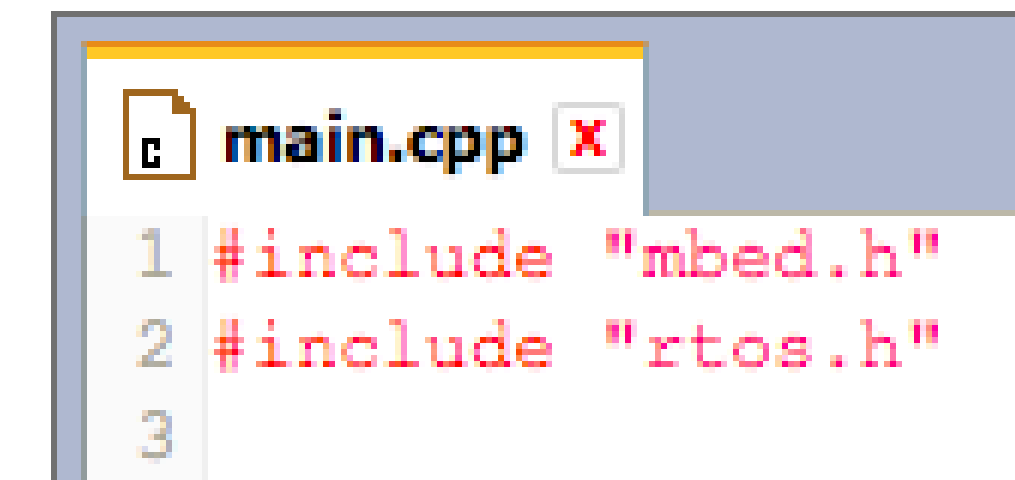 c main.cpp x
1 #include "mbed.h"
2 #include "rtos.h"
3